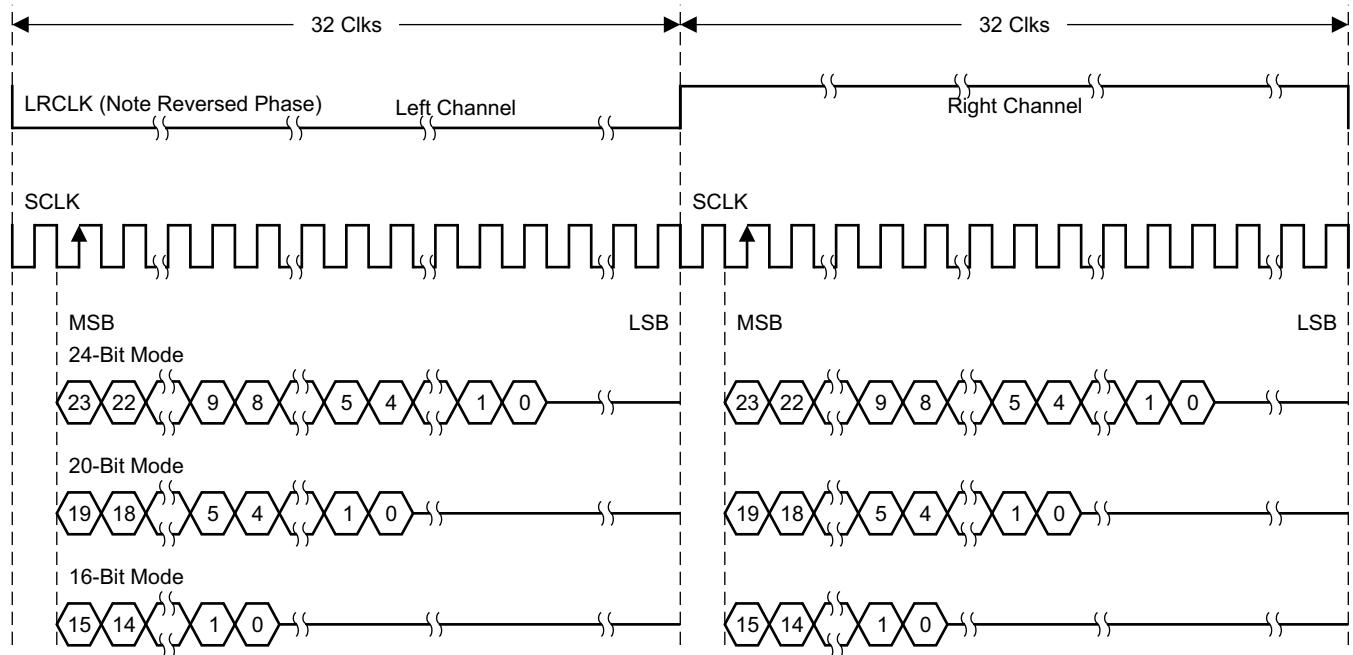 32 Clks 32 Clks
LRCLK (Note Reversed Phase) Left Channel Right Channel
SCLK SCLK
MSB LSB MSB LSB
24-Bit Mode
23 22 9 8 5 4 1 0 23 22 9 8 5 4 1 0
20-Bit Mode
19 18 5 4 1 0 19 18 5 4 1 0
16-Bit Mode
15 14 1 0 15 14 1 0